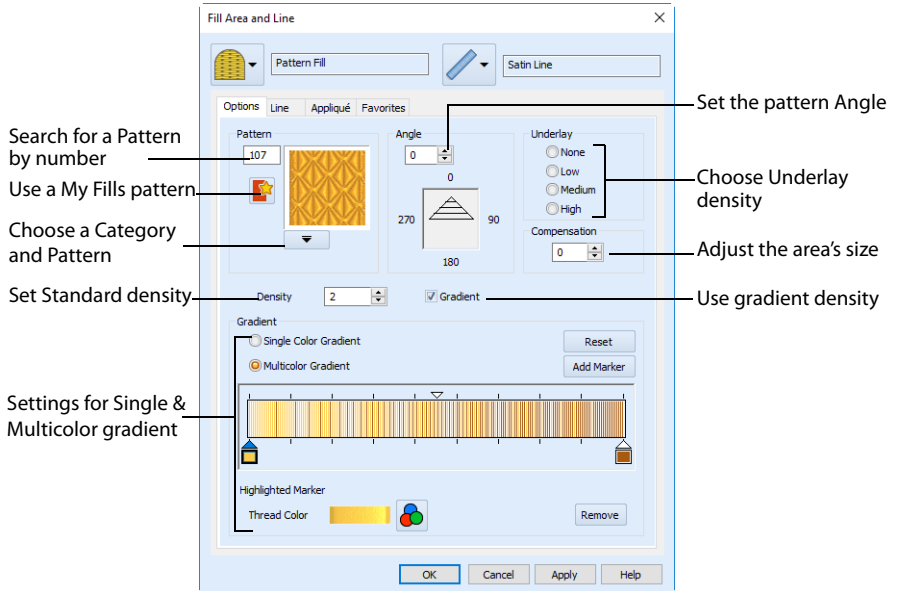 Fill Area and Line
Pattern Fill
Satin Line
Options
Line
Appliqué
Favorites
Set the pattern Angle
Search for a Pattern
by number
Pattern
107
Angle
0
0
90
180
270
Underlay
None
Low
Medium
High
Use a My Fills pattern
Choose Underlay
density
Choose a Category
and Pattern
Compensation
0
Adjust the area's size
Set Standard density
Density
2
Gradient
Use gradient density
Gradient
Single Color Gradient
Reset
Multicolor Gradient
Add Marker
Settings for Single &
Multicolor gradient
Highlighted Marker
Thread Color
Remove
OK
Cancel
Apply
Help